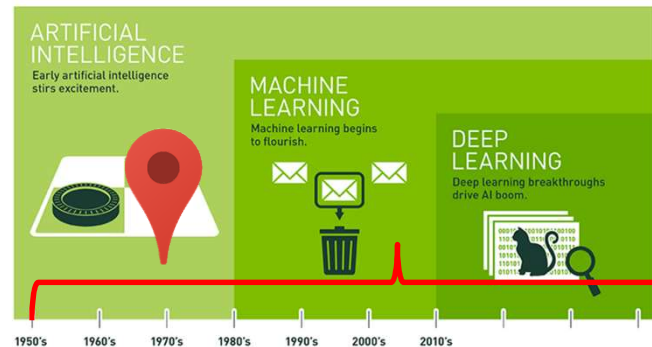 ARTIFICIAL
INTELLIGENCE
Early artificial intelligence
stirs excitement.
MACHINE
LEARNING
Machine learning begins
to flourish.
DEEP
LEARNING
Deep learning breakthroughs
drive AI boom.
1950's 1960's 1970's 1980's 1990's 2000's 2010's